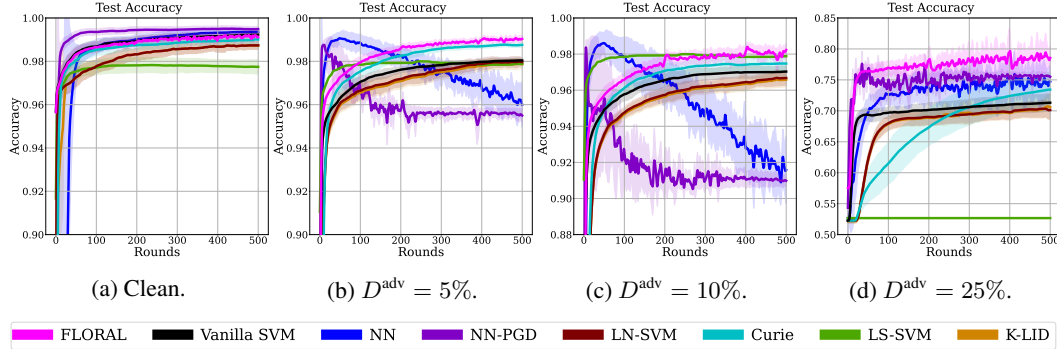 Test Accuracy
1.00
0.98
0.96
0.94
0.92
0.90
Accuracy
0 100 200 300 400 500
Rounds
(a) Clean.
Test Accuracy
1.00
0.98
0.96
0.94
0.92
0.90
Accuracy
0 100 200 300 400 500
Rounds
(b) D^adv = 5%.
Test Accuracy
1.00
0.98
0.96
0.94
0.92
0.90
0.88
Accuracy
0 100 200 300 400 500
Rounds
(c) D^adv = 10%.
Test Accuracy
0.85
0.80
0.75
0.70
0.65
0.60
0.55
0.50
Accuracy
0 100 200 300 400 500
Rounds
(d) D^adv = 25%.
FLORAL Vanilla SVM NN NN-PGD LN-SVM Curie LS-SVM K-LID